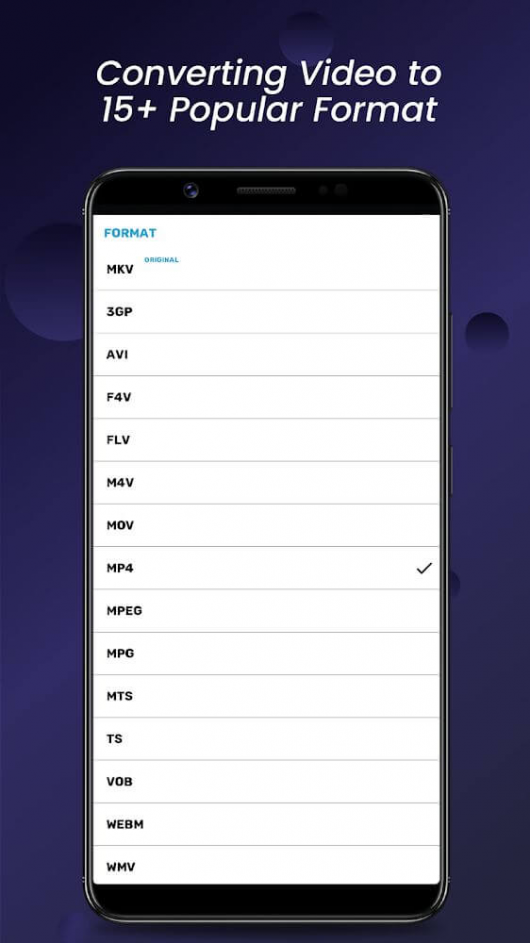 Converting Video to
15+ Popular Format
FORMAT
MKV ORIGINAL
3GP
AVI
F4V
FLV
M4V
MOV
MP4
MPEG
MPG
MTS
TS
VOB
WEBM
WMV